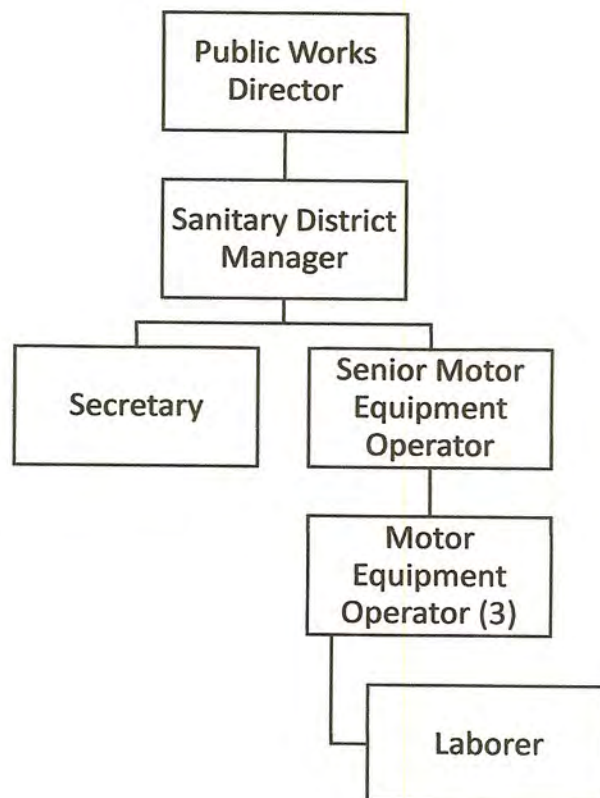 Public Works
Director
Sanitary District
Manager
Secretary
Senior Motor
Equipment
Operator
Motor
Equipment
Operator (3)
Laborer